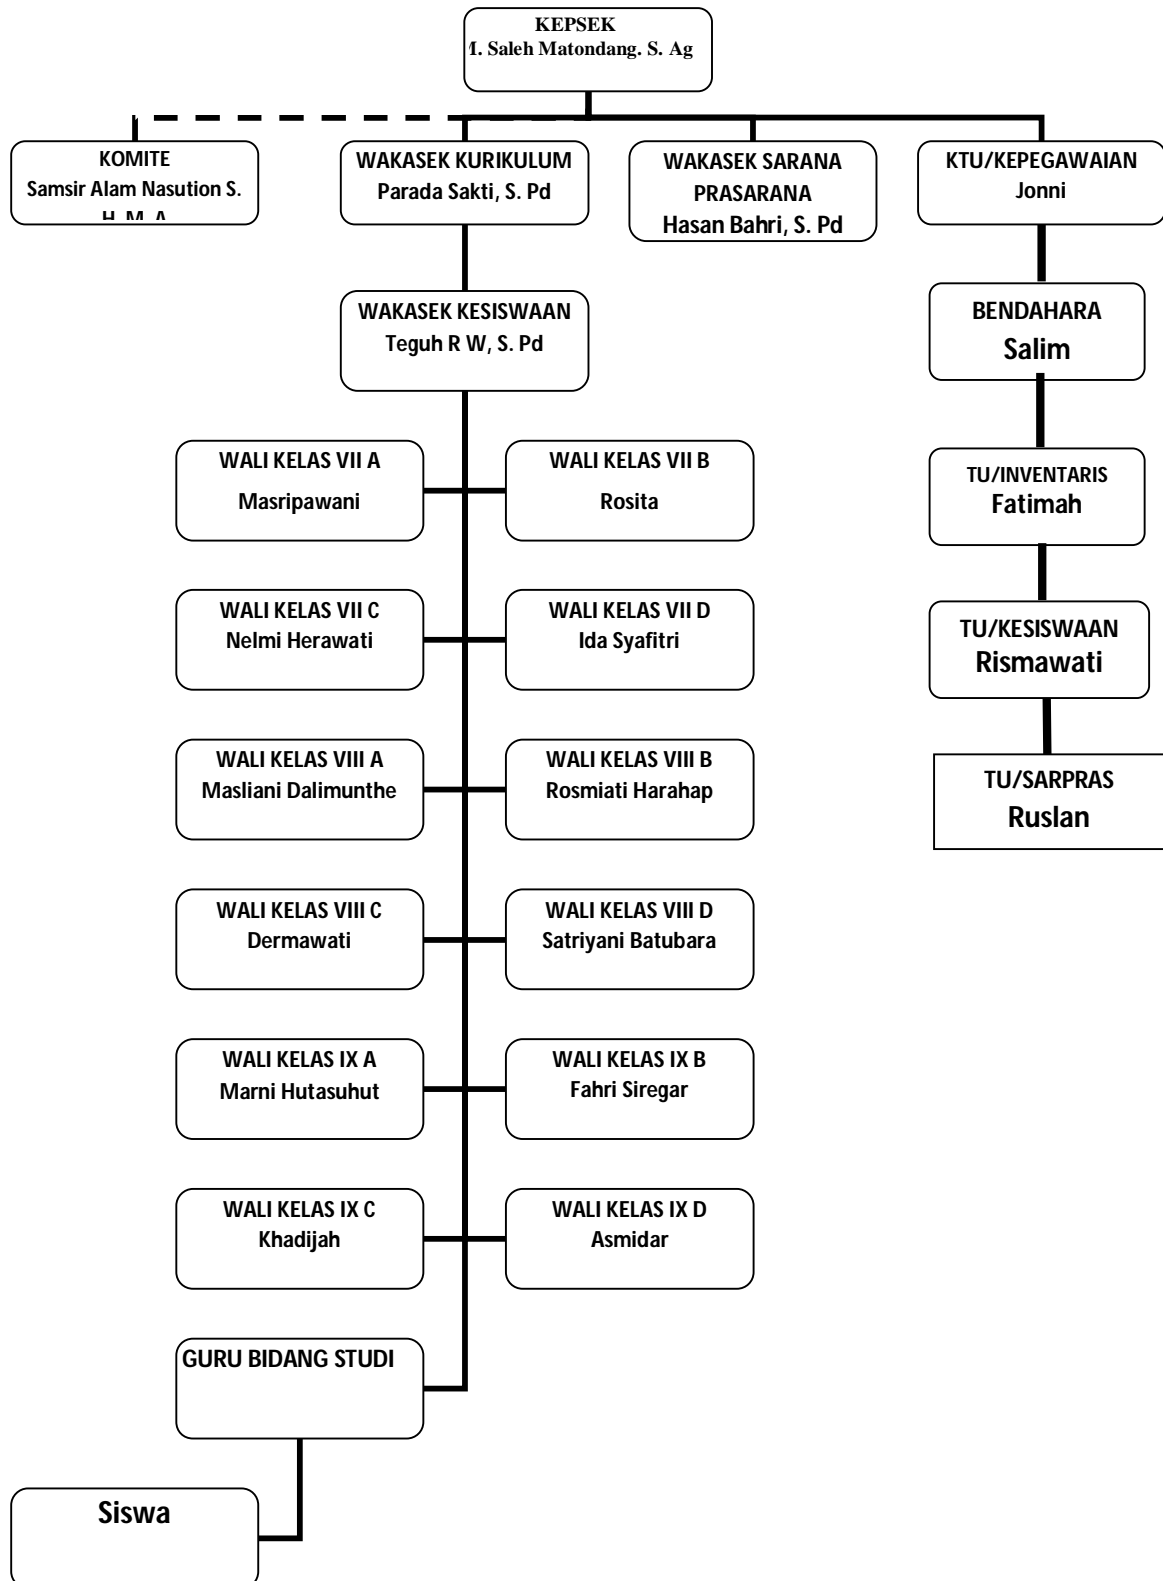 KEPSEK
M. Saleh Matondang. S. Ag
KOMITE
Samsir Alam Nasution S.
H. M. A
WAKASEK KURIKULUM
Parada Sakti, S. Pd
WAKASEK SARANA
PRASARANA
Hasan Bahri, S. Pd
KTU/KEPEGAWAIAN
Jonni
WAKASEK KESISWAAN
Teguh R W, S. Pd
BENDAHARA
Salim
WALI KELAS VII A
Masripawani
WALI KELAS VII B
Rosita
TU/INVENTARIS
Fatimah
WALI KELAS VII C
Nelmi Herawati
WALI KELAS VII D
Ida Syafitri
TU/KESISWAAN
Rismawati
WALI KELAS VIII A
Masliani Dalimunthe
WALI KELAS VIII B
Rosmiati Harahap
TU/SARPRAS
Ruslan
WALI KELAS VIII C
Dermawati
WALI KELAS VIII D
Satriyani Batubara
WALI KELAS IX A
Marni Hutasuhut
WALI KELAS IX B
Fahri Siregar
WALI KELAS IX C
Khadijah
WALI KELAS IX D
Asmidar
GURU BIDANG STUDI
Siswa